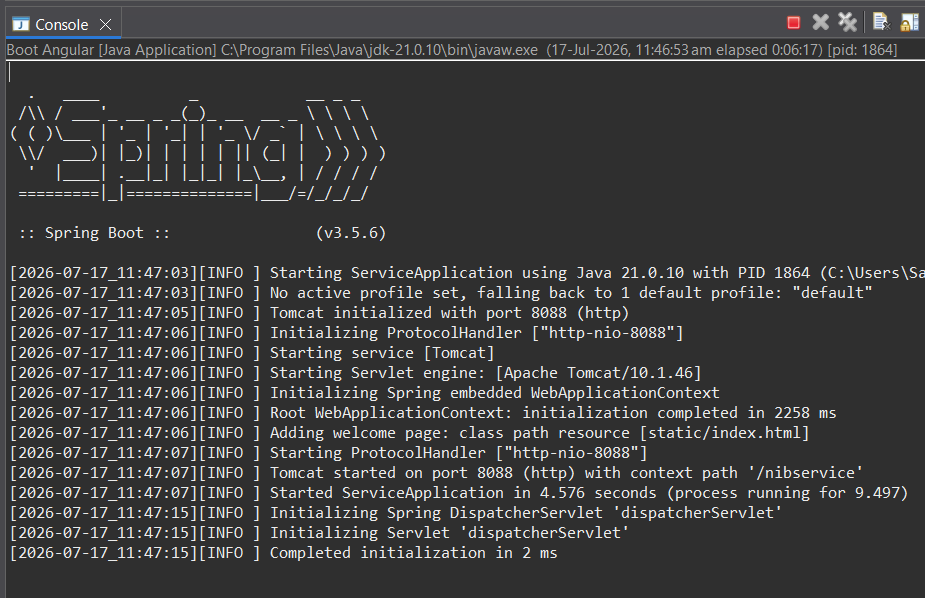 Console
Boot Angular [Java Application] C:\Program Files\Java\jdk-21.0.10\bin\javaw.exe (17-Jul-2026, 11:46:53 am elapsed 0:06:17) [pid: 1864]
  .   ____          _            __ _ _
 /\\ / ___'_ __ _ _(_)_ __  __ _ \ \ \ \
( ( )\___ | '_ | '_| | '_ \/ _` | \ \ \ \
 \\/  ___)| |_)| | | | | || (_| |  ) ) ) )
  '  |____| .__|_| |_|_| |_\__, | / / / /
 =========|_|==============|___/=/_/_/_/
 :: Spring Boot ::                (v3.5.6)
[2026-07-17_11:47:03][INFO ] Starting ServiceApplication using Java 21.0.10 with PID 1864 (C:\Users\Sa
[2026-07-17_11:47:03][INFO ] No active profile set, falling back to 1 default profile: "default"
[2026-07-17_11:47:05][INFO ] Tomcat initialized with port 8088 (http)
[2026-07-17_11:47:06][INFO ] Initializing ProtocolHandler ["http-nio-8088"]
[2026-07-17_11:47:06][INFO ] Starting service [Tomcat]
[2026-07-17_11:47:06][INFO ] Starting Servlet engine: [Apache Tomcat/10.1.46]
[2026-07-17_11:47:06][INFO ] Initializing Spring embedded WebApplicationContext
[2026-07-17_11:47:06][INFO ] Root WebApplicationContext: initialization completed in 2258 ms
[2026-07-17_11:47:06][INFO ] Adding welcome page: class path resource [static/index.html]
[2026-07-17_11:47:07][INFO ] Starting ProtocolHandler ["http-nio-8088"]
[2026-07-17_11:47:07][INFO ] Tomcat started on port 8088 (http) with context path '/nibservice'
[2026-07-17_11:47:07][INFO ] Started ServiceApplication in 4.576 seconds (process running for 9.497)
[2026-07-17_11:47:15][INFO ] Initializing Spring DispatcherServlet 'dispatcherServlet'
[2026-07-17_11:47:15][INFO ] Initializing Servlet 'dispatcherServlet'
[2026-07-17_11:47:15][INFO ] Completed initialization in 2 ms